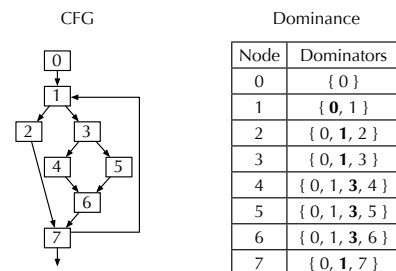 CFG
0
1
2 3
4 5
6
7
Dominance
Node Dominators
0 { 0 }
1 { 0, 1 }
2 { 0, 1, 2 }
3 { 0, 1, 3 }
4 { 0, 1, 3, 4 }
5 { 0, 1, 3, 5 }
6 { 0, 1, 3, 6 }
7 { 0, 1, 7 }